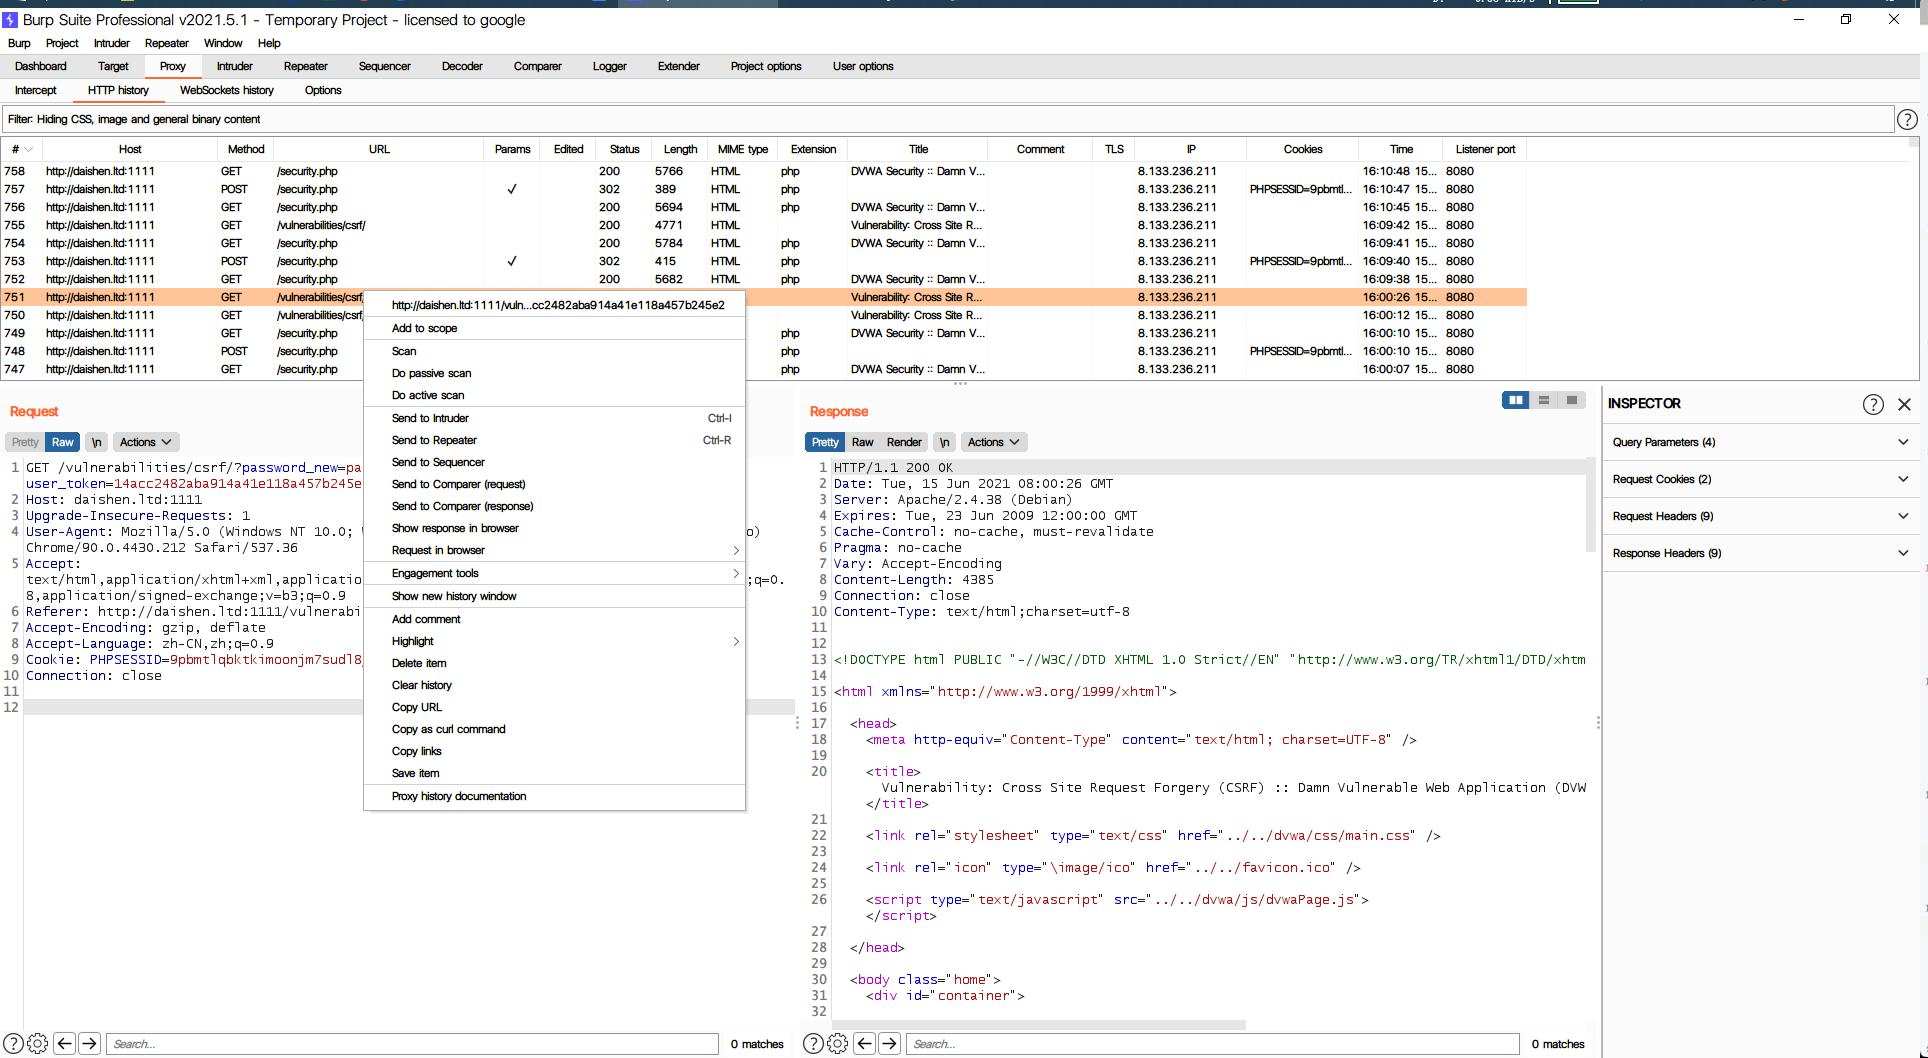 Burp Suite Professional v2021.5.1 - Temporary Project - licensed to google
Burp Project Intruder Repeater Window Help
Dashboard Target Proxy Intruder Repeater Sequencer Decoder Comparer Logger Extender Project options User options
Intercept HTTP history WebSockets history Options
Filter: Hiding CSS, image and general binary content
# Host Method URL Params Edited Status Length MIME type Extension Title Comment TLS IP Cookies Time Listener port
758 http://daishen.ltd:1111 GET /security.php 200 5766 HTML php DVWA Security :: Damn V... 8.133.236.211 16:10:48 15... 8080
757 http://daishen.ltd:1111 POST /security.php ✓ 302 389 HTML php 8.133.236.211 PHPSESSID=9pbmtl... 16:10:47 15... 8080
756 http://daishen.ltd:1111 GET /security.php 200 5694 HTML php DVWA Security :: Damn V... 8.133.236.211 16:10:45 15... 8080
755 http://daishen.ltd:1111 GET /vulnerabilities/csrf/ 200 4771 HTML Vulnerability: Cross Site R... 8.133.236.211 16:09:42 15... 8080
754 http://daishen.ltd:1111 GET /security.php 200 5784 HTML php DVWA Security :: Damn V... 8.133.236.211 16:09:41 15... 8080
753 http://daishen.ltd:1111 POST /security.php ✓ 302 415 HTML php 8.133.236.211 PHPSESSID=9pbmtl... 16:09:40 15... 8080
752 http://daishen.ltd:1111 GET /security.php 200 5682 HTML php DVWA Security :: Damn V... 8.133.236.211 16:09:38 15... 8080
751 http://daishen.ltd:1111 GET /vulnerabilities/csrf Vulnerability: Cross Site R... 8.133.236.211 16:00:26 15... 8080
750 http://daishen.ltd:1111 GET /vulnerabilities/csrf Vulnerability: Cross Site R... 8.133.236.211 16:00:12 15... 8080
749 http://daishen.ltd:1111 GET /security.php php DVWA Security :: Damn V... 8.133.236.211 16:00:10 15... 8080
748 http://daishen.ltd:1111 POST /security.php php 8.133.236.211 PHPSESSID=9pbmtl... 16:00:10 15... 8080
747 http://daishen.ltd:1111 GET /security.php php DVWA Security :: Damn V... 8.133.236.211 16:00:07 15... 8080
http://daishen.ltd:1111/vuln...cc2482aba914a41e118a457b245e2
Add to scope
Scan
Do passive scan
Do active scan
Send to Intruder Ctrl-I
Send to Repeater Ctrl-R
Send to Sequencer
Send to Comparer (request)
Send to Comparer (response)
Show response in browser
Request in browser
Engagement tools
Show new history window
Add comment
Highlight
Delete item
Clear history
Copy URL
Copy as curl command
Copy links
Save item
Proxy history documentation
Request
Pretty Raw \n Actions
1 GET /vulnerabilities/csrf/?password_new=pa
user_token=14acc2482aba914a41e118a457b245e
2 Host: daishen.ltd:1111
3 Upgrade-Insecure-Requests: 1
4 User-Agent: Mozilla/5.0 (Windows NT 10.0; o)
Chrome/90.0.4430.212 Safari/537.36
5 Accept:
text/html,application/xhtml+xml,applicatio ;q=0.
8,application/signed-exchange;v=b3;q=0.9
6 Referer: http://daishen.ltd:1111/vulnerabi
7 Accept-Encoding: gzip, deflate
8 Accept-Language: zh-CN,zh;q=0.9
9 Cookie: PHPSESSID=9pbmtlqbktkimoonjm7sudl8
10 Connection: close
11
12
Search... 0 matches
Response
Pretty Raw Render \n Actions
1 HTTP/1.1 200 OK
2 Date: Tue, 15 Jun 2021 08:00:26 GMT
3 Server: Apache/2.4.38 (Debian)
4 Expires: Tue, 23 Jun 2009 12:00:00 GMT
5 Cache-Control: no-cache, must-revalidate
6 Pragma: no-cache
7 Vary: Accept-Encoding
8 Content-Length: 4385
9 Connection: close
10 Content-Type: text/html;charset=utf-8
11
12
13 <!DOCTYPE html PUBLIC "-//W3C//DTD XHTML 1.0 Strict//EN" "http://www.w3.org/TR/xhtml1/DTD/xhtm
14
15 <html xmlns="http://www.w3.org/1999/xhtml">
16
17 <head>
18 <meta http-equiv="Content-Type" content="text/html; charset=UTF-8" />
19
20 <title>
Vulnerability: Cross Site Request Forgery (CSRF) :: Damn Vulnerable Web Application (DVW
</title>
21
22 <link rel="stylesheet" type="text/css" href="../../dvwa/css/main.css" />
23
24 <link rel="icon" type="\image/ico" href="../../favicon.ico" />
25
26 <script type="text/javascript" src="../../dvwa/js/dvwaPage.js">
</script>
27
28 </head>
29
30 <body class="home">
31 <div id="container">
32
Search... 0 matches
INSPECTOR
Query Parameters (4)
Request Cookies (2)
Request Headers (9)
Response Headers (9)